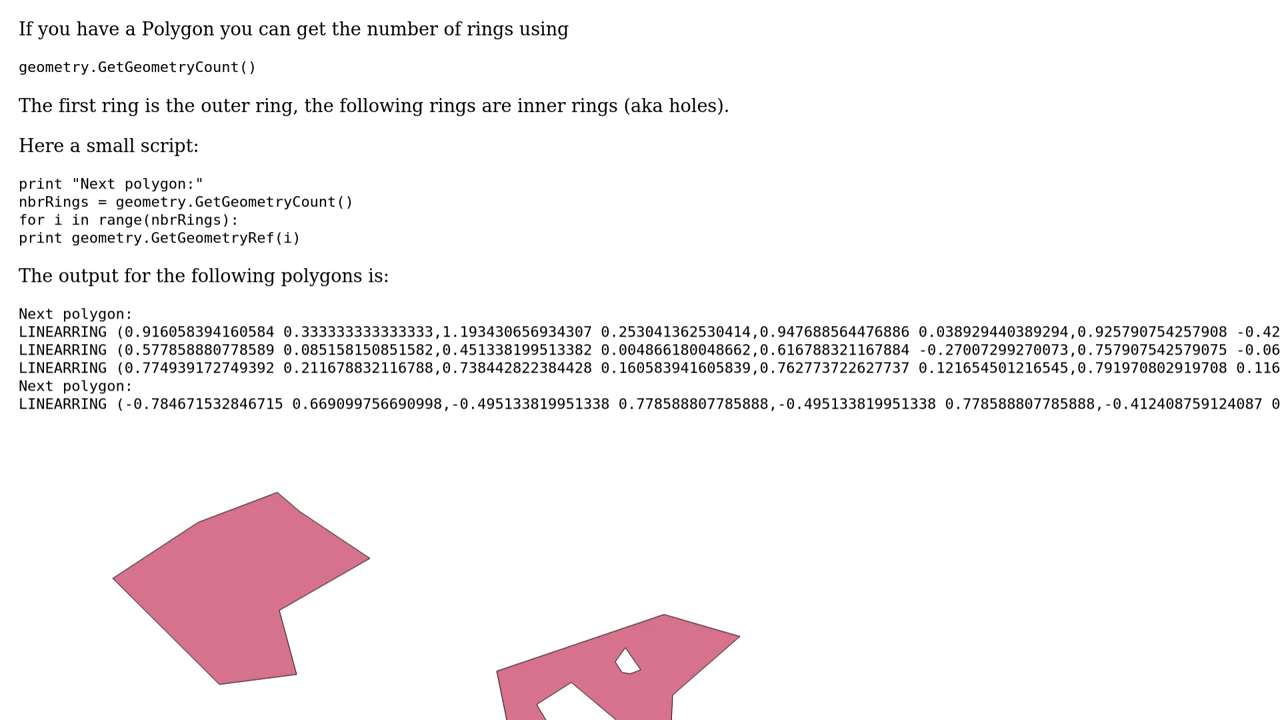 If you have a Polygon you can get the number of rings using
geometry.GetGeometryCount()
The first ring is the outer ring, the following rings are inner rings (aka holes).
Here a small script:
print "Next polygon:"
nbrRings = geometry.GetGeometryCount()
for i in range(nbrRings):
print geometry.GetGeometryRef(i)
The output for the following polygons is:
Next polygon:
LINEARRING (0.916058394160584 0.333333333333333,1.193430656934307 0.253041362530414,0.947688564476886 0.038929440389294,0.925790754257908 -0.42
LINEARRING (0.577858880778589 0.085158150851582,0.451338199513382 0.004866180048662,0.616788321167884 -0.27007299270073,0.757907542579075 -0.06
LINEARRING (0.774939172749392 0.211678832116788,0.738442822384428 0.160583941605839,0.762773722627737 0.121654501216545,0.791970802919708 0.116
Next polygon:
LINEARRING (-0.784671532846715 0.669099756690998,-0.495133819951338 0.778588807785888,-0.495133819951338 0.778588807785888,-0.412408759124087 0